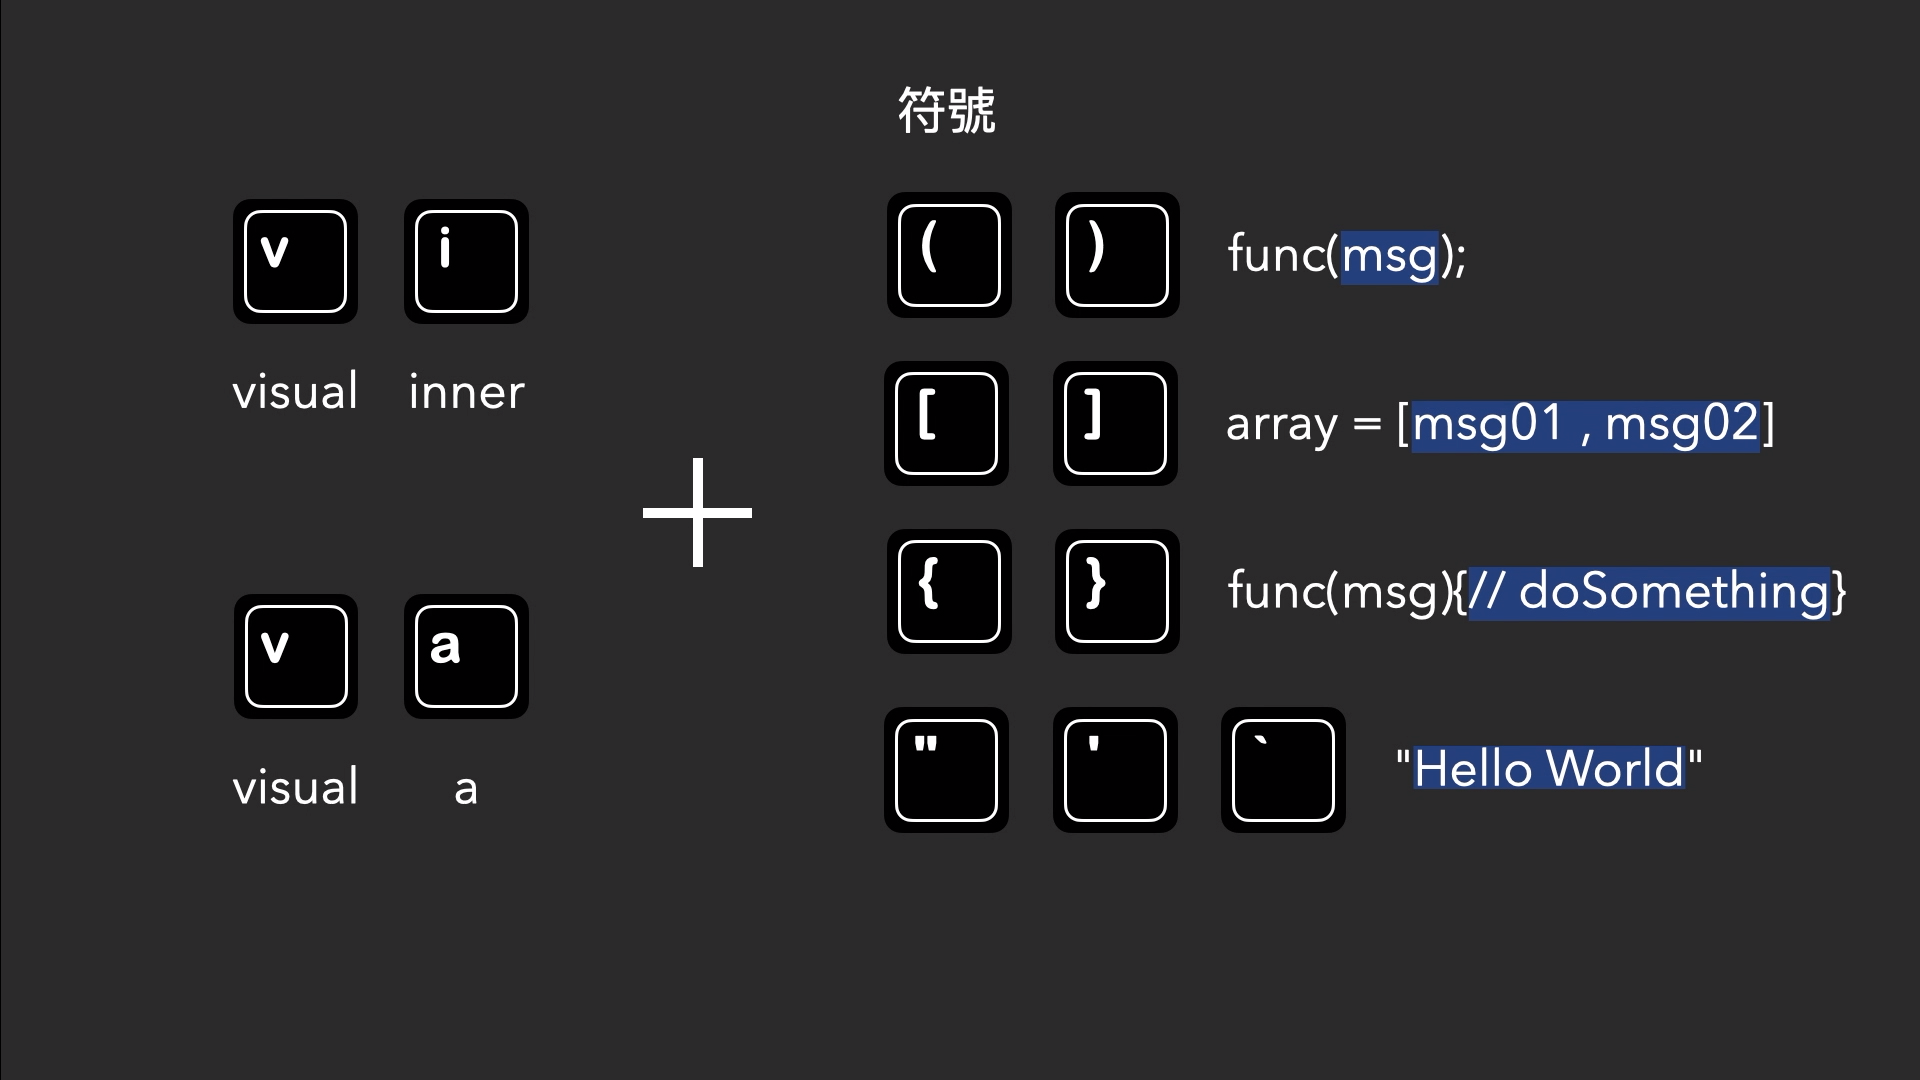 符號
v i
visual inner
v a
visual a
( ) func(msg);
[ ] array = [msg01 , msg02]
{ } func(msg){// doSomething}
" ' ` "Hello World"